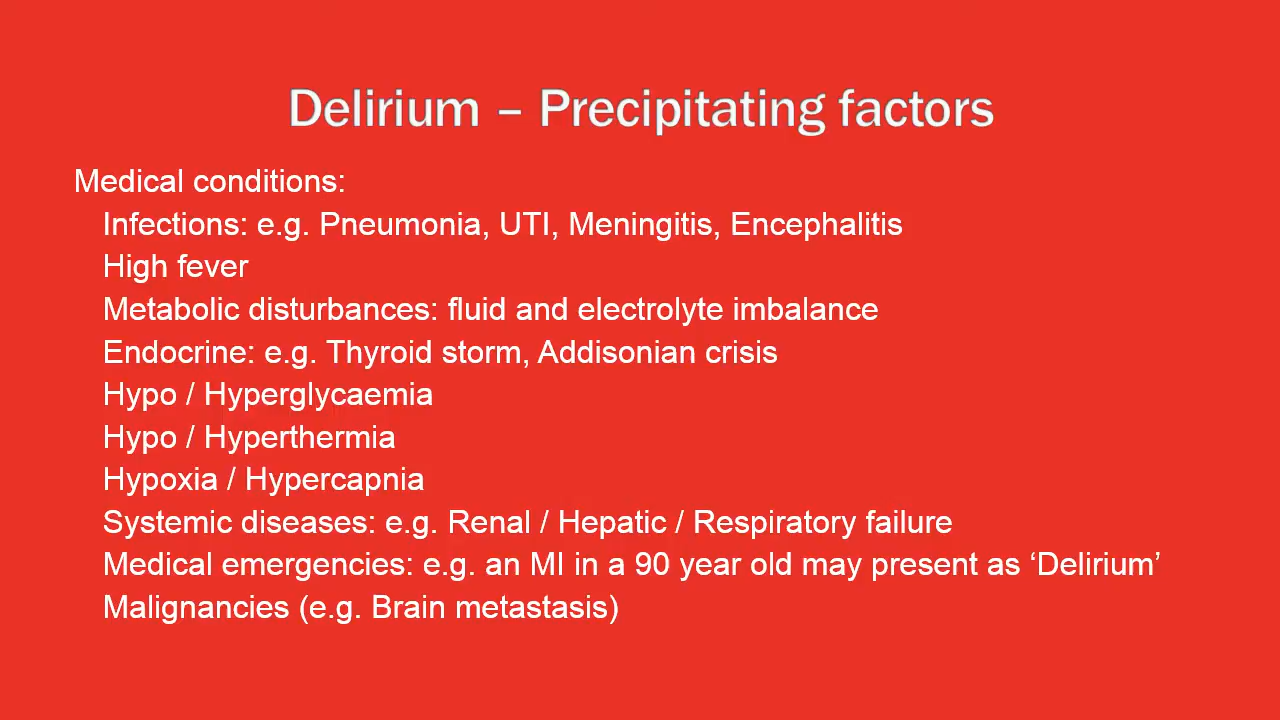 Delirium – Precipitating factors
Medical conditions:
Infections: e.g. Pneumonia, UTI, Meningitis, Encephalitis
High fever
Metabolic disturbances: fluid and electrolyte imbalance
Endocrine: e.g. Thyroid storm, Addisonian crisis
Hypo / Hyperglycaemia
Hypo / Hyperthermia
Hypoxia / Hypercapnia
Systemic diseases: e.g. Renal / Hepatic / Respiratory failure
Medical emergencies: e.g. an MI in a 90 year old may present as ‘Delirium’
Malignancies (e.g. Brain metastasis)